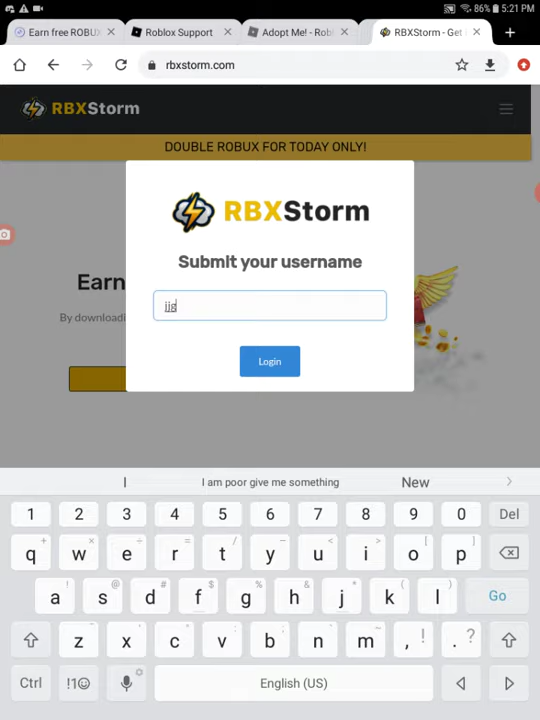 5:21 PM
86%
Earn free ROBUX
Roblox Support
Adopt Me! - Rob
RBXStorm - Get
rbxstorm.com
RBXStorm
DOUBLE ROBUX FOR TODAY ONLY!
RBXStorm
Submit your username
Earn
By downloadi
ijg
Login
I
I am poor give me something
New
1 2 3 4 5 6 7 8 9 0 Del
+ × ÷ = / _ < > [ ]
q w e r t y u i o p
! @ # $ % ^ & * ( )
a s d f g h j k l Go
- ' " : ; , ! ?
z x c v b n m , .
Ctrl !1☺ English (US)